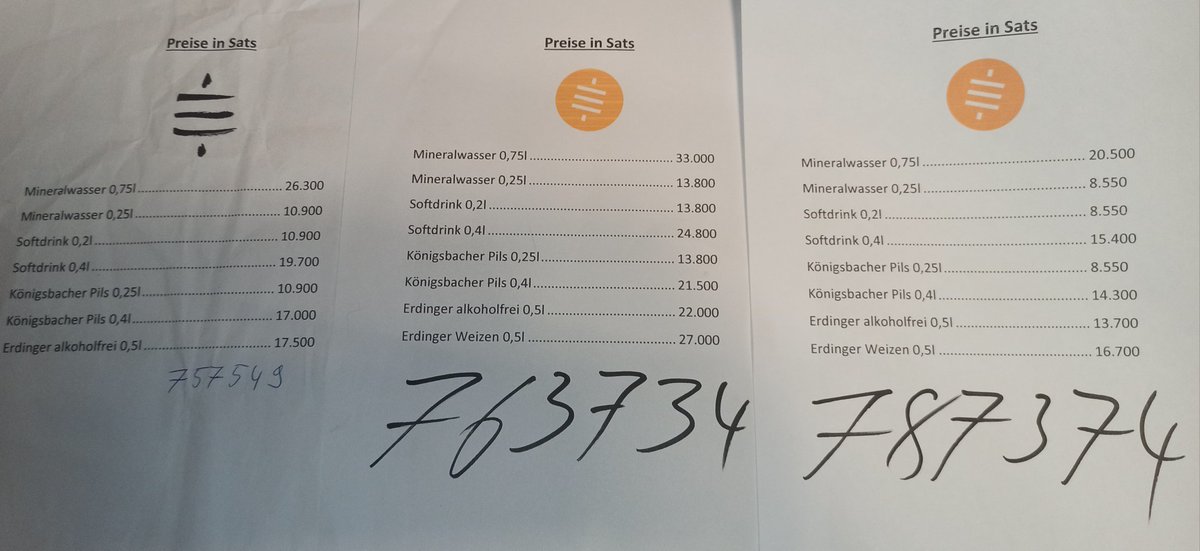 Preise in Sats
Mineralwasser 0,75l .............................. 26.300
Mineralwasser 0,25l .............................. 10.900
Softdrink 0,2l .............................. 10.900
Softdrink 0,4l .............................. 19.700
Königsbacher Pils 0,25l .............................. 10.900
Königsbacher Pils 0,4l .............................. 17.000
Erdinger alkoholfrei 0,5l .............................. 17.500
757549
Preise in Sats
Mineralwasser 0,75l .............................. 33.000
Mineralwasser 0,25l .............................. 13.800
Softdrink 0,2l .............................. 13.800
Softdrink 0,4l .............................. 24.800
Königsbacher Pils 0,25l .............................. 13.800
Königsbacher Pils 0,4l .............................. 21.500
Erdinger alkoholfrei 0,5l .............................. 22.000
Erdinger Weizen 0,5l .............................. 27.000
763734
Preise in Sats
Mineralwasser 0,75l .............................. 20.500
Mineralwasser 0,25l .............................. 8.550
Softdrink 0,2l .............................. 8.550
Softdrink 0,4l .............................. 15.400
Königsbacher Pils 0,25l .............................. 8.550
Königsbacher Pils 0,4l .............................. 14.300
Erdinger alkoholfrei 0,5l .............................. 13.700
Erdinger Weizen 0,5l .............................. 16.700
787374